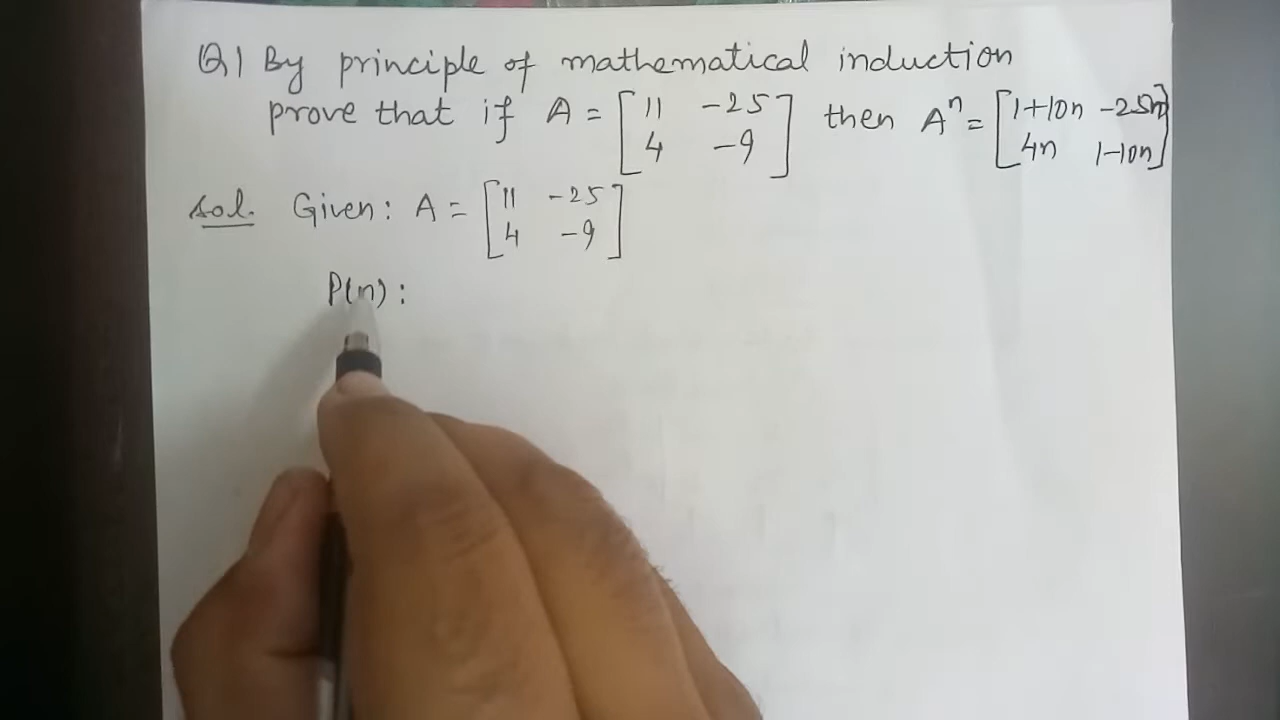 Q1 By principle of mathematical induction
prove that if A = [11 -25 then Aⁿ = [1+10n -25n]
4 -9] 4n 1-10n]
Sol. Given: A = [11 -25
4 -9]
P(n) :